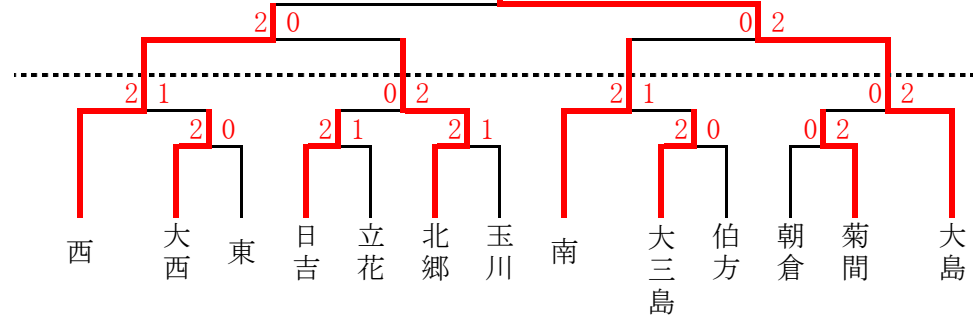 2 0 0 2
2 1 0 2 2 1 0 2
2 0 2 1 2 1 2 0 0 2
西
大西
東
日吉
立花
北郷
玉川
南
大三島
伯方
朝倉
菊間
大島